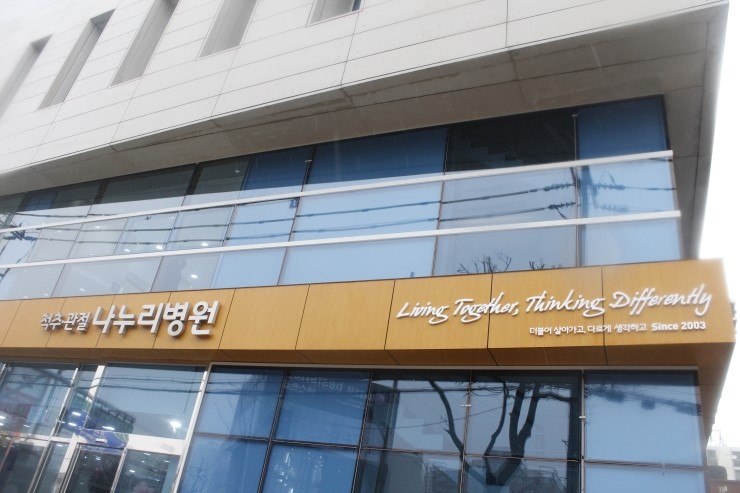 척추·관절 나누리병원
Living Together, Thinking Differently
더불어 살아가고, 다르게 생각하고 Since 2003